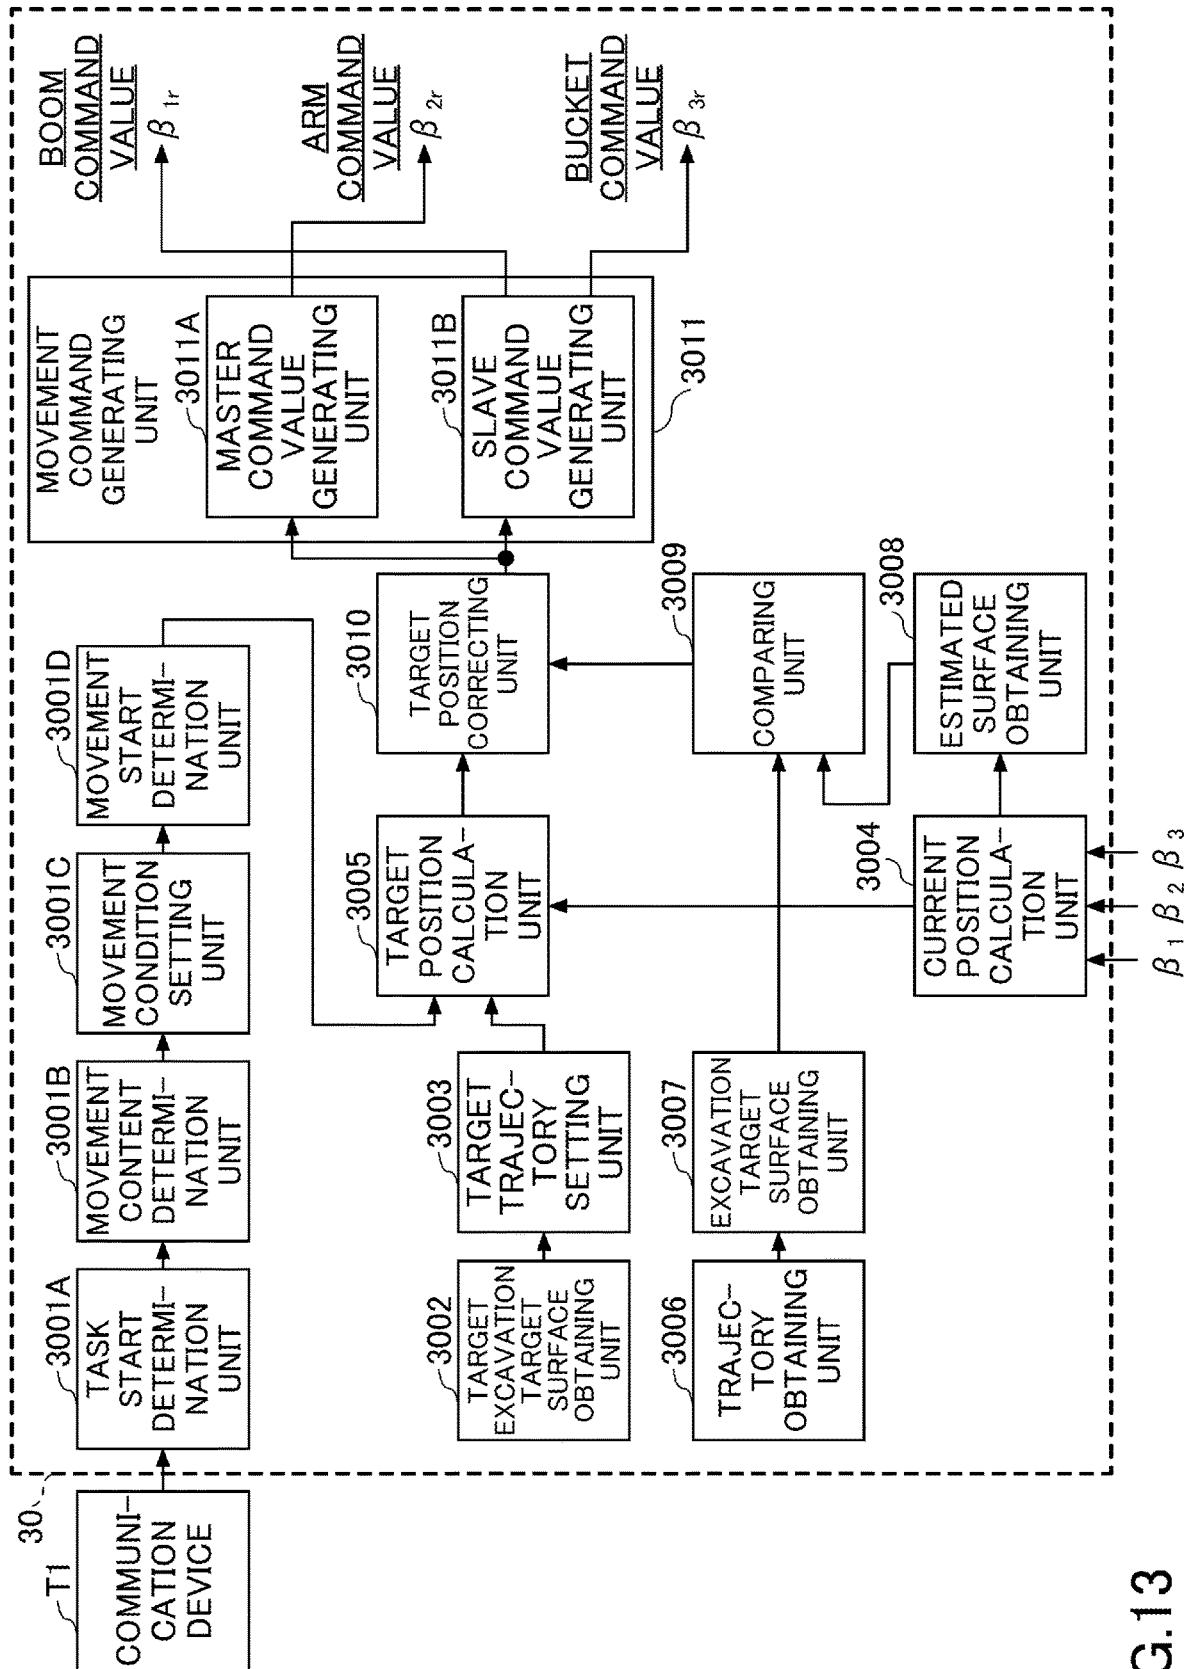 T1
COMMUNI-
CATION
DEVICE
30
3001A
TASK
START
DETERMI-
NATION
UNIT
3001B
MOVEMENT
CONTENT
DETERMI-
NATION
UNIT
3001C
MOVEMENT
CONDITION
SETTING
UNIT
3001D
MOVEMENT
START
DETERMI-
NATION
UNIT
3002
TARGET
EXCAVATION
TARGET
SURFACE
OBTAINING
UNIT
3003
TARGET
TRAJEC-
TORY
SETTING
UNIT
3005
TARGET
POSITION
CALCULA-
TION
UNIT
3010
TARGET
POSITION
CORRECTING
UNIT
3006
TRAJEC-
TORY
OBTAINING
UNIT
3007
EXCAVATION
TARGET
SURFACE
OBTAINING
UNIT
3009
COMPARING
UNIT
3004
CURRENT
POSITION
CALCULA-
TION
UNIT
β1 β2 β3
3008
ESTIMATED
SURFACE
OBTAINING
UNIT
MOVEMENT
COMMAND
GENERATING
UNIT
3011A
MASTER
COMMAND
VALUE
GENERATING
UNIT
3011B
SLAVE
COMMAND
VALUE
GENERATING
UNIT
3011
BOOM
COMMAND
VALUE
β1r
ARM
COMMAND
VALUE
β2r
BUCKET
COMMAND
VALUE
β3r
G.13